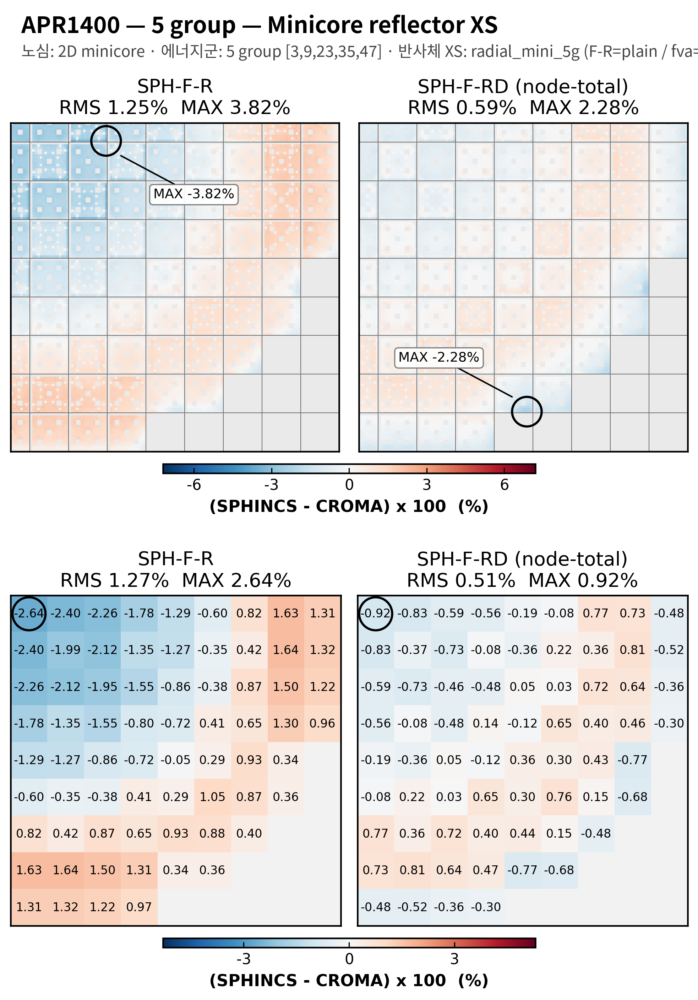 APR1400 — 5 group — Minicore reflector XS
노심: 2D minicore · 에너지군: 5 group [3,9,23,35,47] · 반사체 XS: radial_mini_5g (F-R=plain / fva=
SPH-F-R
RMS 1.25% MAX 3.82%
SPH-F-RD (node-total)
RMS 0.59% MAX 2.28%
MAX -3.82%
MAX -2.28%
-6 -3 0 3 6
(SPHINCS - CROMA) x 100 (%)
SPH-F-R
RMS 1.27% MAX 2.64%
-2.64 -2.40 -2.26 -1.78 -1.29 -0.60 0.82 1.63 1.31
-2.40 -1.99 -2.12 -1.35 -1.27 -0.35 0.42 1.64 1.32
-2.26 -2.12 -1.95 -1.55 -0.86 -0.38 0.87 1.50 1.22
-1.78 -1.35 -1.55 -0.80 -0.72 0.41 0.65 1.30 0.96
-1.29 -1.27 -0.86 -0.72 -0.05 0.29 0.93 0.34
-0.60 -0.35 -0.38 0.41 0.29 1.05 0.87 0.36
0.82 0.42 0.87 0.65 0.93 0.88 0.40
1.63 1.64 1.50 1.31 0.34 0.36
1.31 1.32 1.22 0.97
SPH-F-RD (node-total)
RMS 0.51% MAX 0.92%
-0.92 -0.83 -0.59 -0.56 -0.19 -0.08 0.77 0.73 -0.48
-0.83 -0.37 -0.73 -0.08 -0.36 0.22 0.36 0.81 -0.52
-0.59 -0.73 -0.46 -0.48 0.05 0.03 0.72 0.64 -0.36
-0.56 -0.08 -0.48 0.14 -0.12 0.65 0.40 0.46 -0.30
-0.19 -0.36 0.05 -0.12 0.36 0.30 0.43 -0.77
-0.08 0.22 0.03 0.65 0.30 0.76 0.15 -0.68
0.77 0.36 0.72 0.40 0.44 0.15 -0.48
0.73 0.81 0.64 0.47 -0.77 -0.68
-0.48 -0.52 -0.36 -0.30
-3 0 3
(SPHINCS - CROMA) x 100 (%)